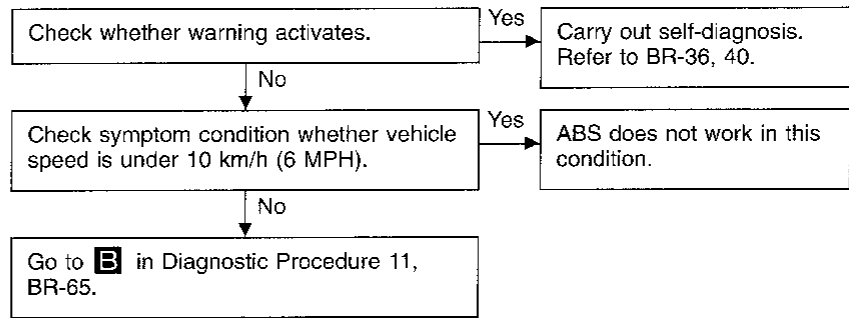 Check whether warning activates.
Yes
Carry out self-diagnosis.
Refer to BR-36, 40.
No
Check symptom condition whether vehicle
speed is under 10 km/h (6 MPH).
Yes
ABS does not work in this
condition.
No
Go to B in Diagnostic Procedure 11,
BR-65.